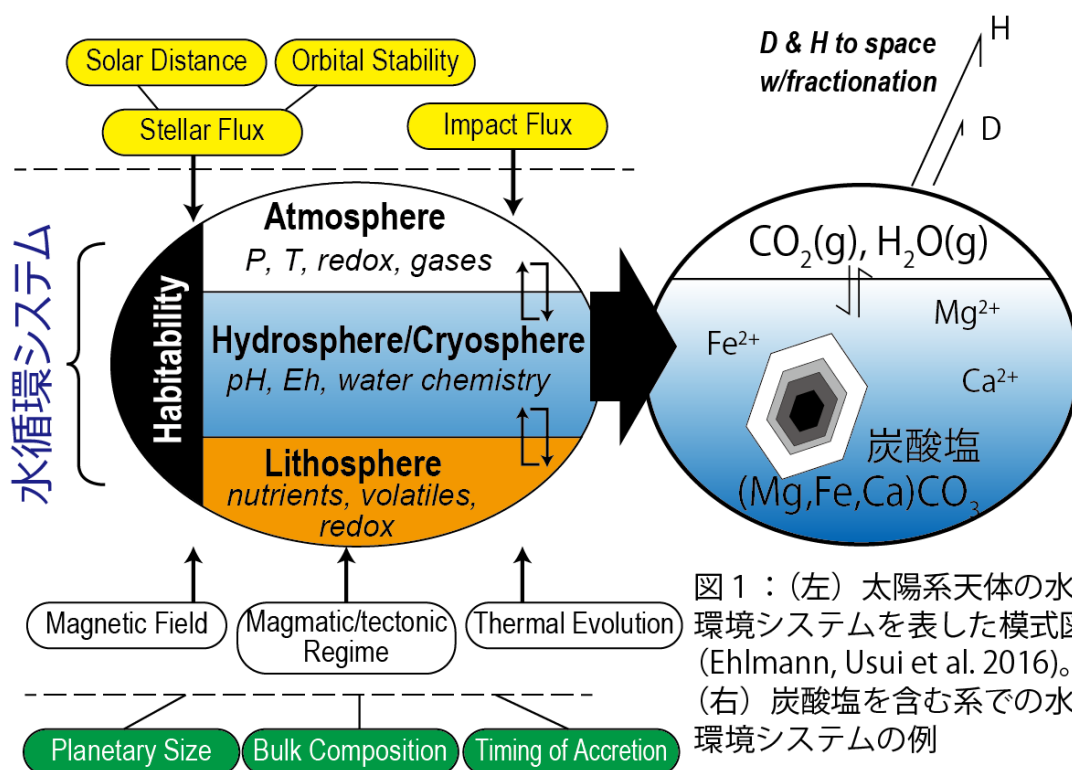 Solar Distance
Orbital Stability
Stellar Flux
Impact Flux
水循環システム
Habitability
Atmosphere
P, T, redox, gases
Hydrosphere/Cryosphere
pH, Eh, water chemistry
Lithosphere
nutrients, volatiles,
redox
Magnetic Field
Magmatic/tectonic
Regime
Thermal Evolution
Planetary Size
Bulk Composition
Timing of Accretion
D & H to space
w/fractionation
H
D
CO₂(g), H₂O(g)
Mg²⁺
Fe²⁺
Ca²⁺
炭酸塩
(Mg,Fe,Ca)CO₃
図1：（左）太陽系天体の水
環境システムを表した模式図
(Ehlmann, Usui et al. 2016)。
（右）炭酸塩を含む系での水
環境システムの例